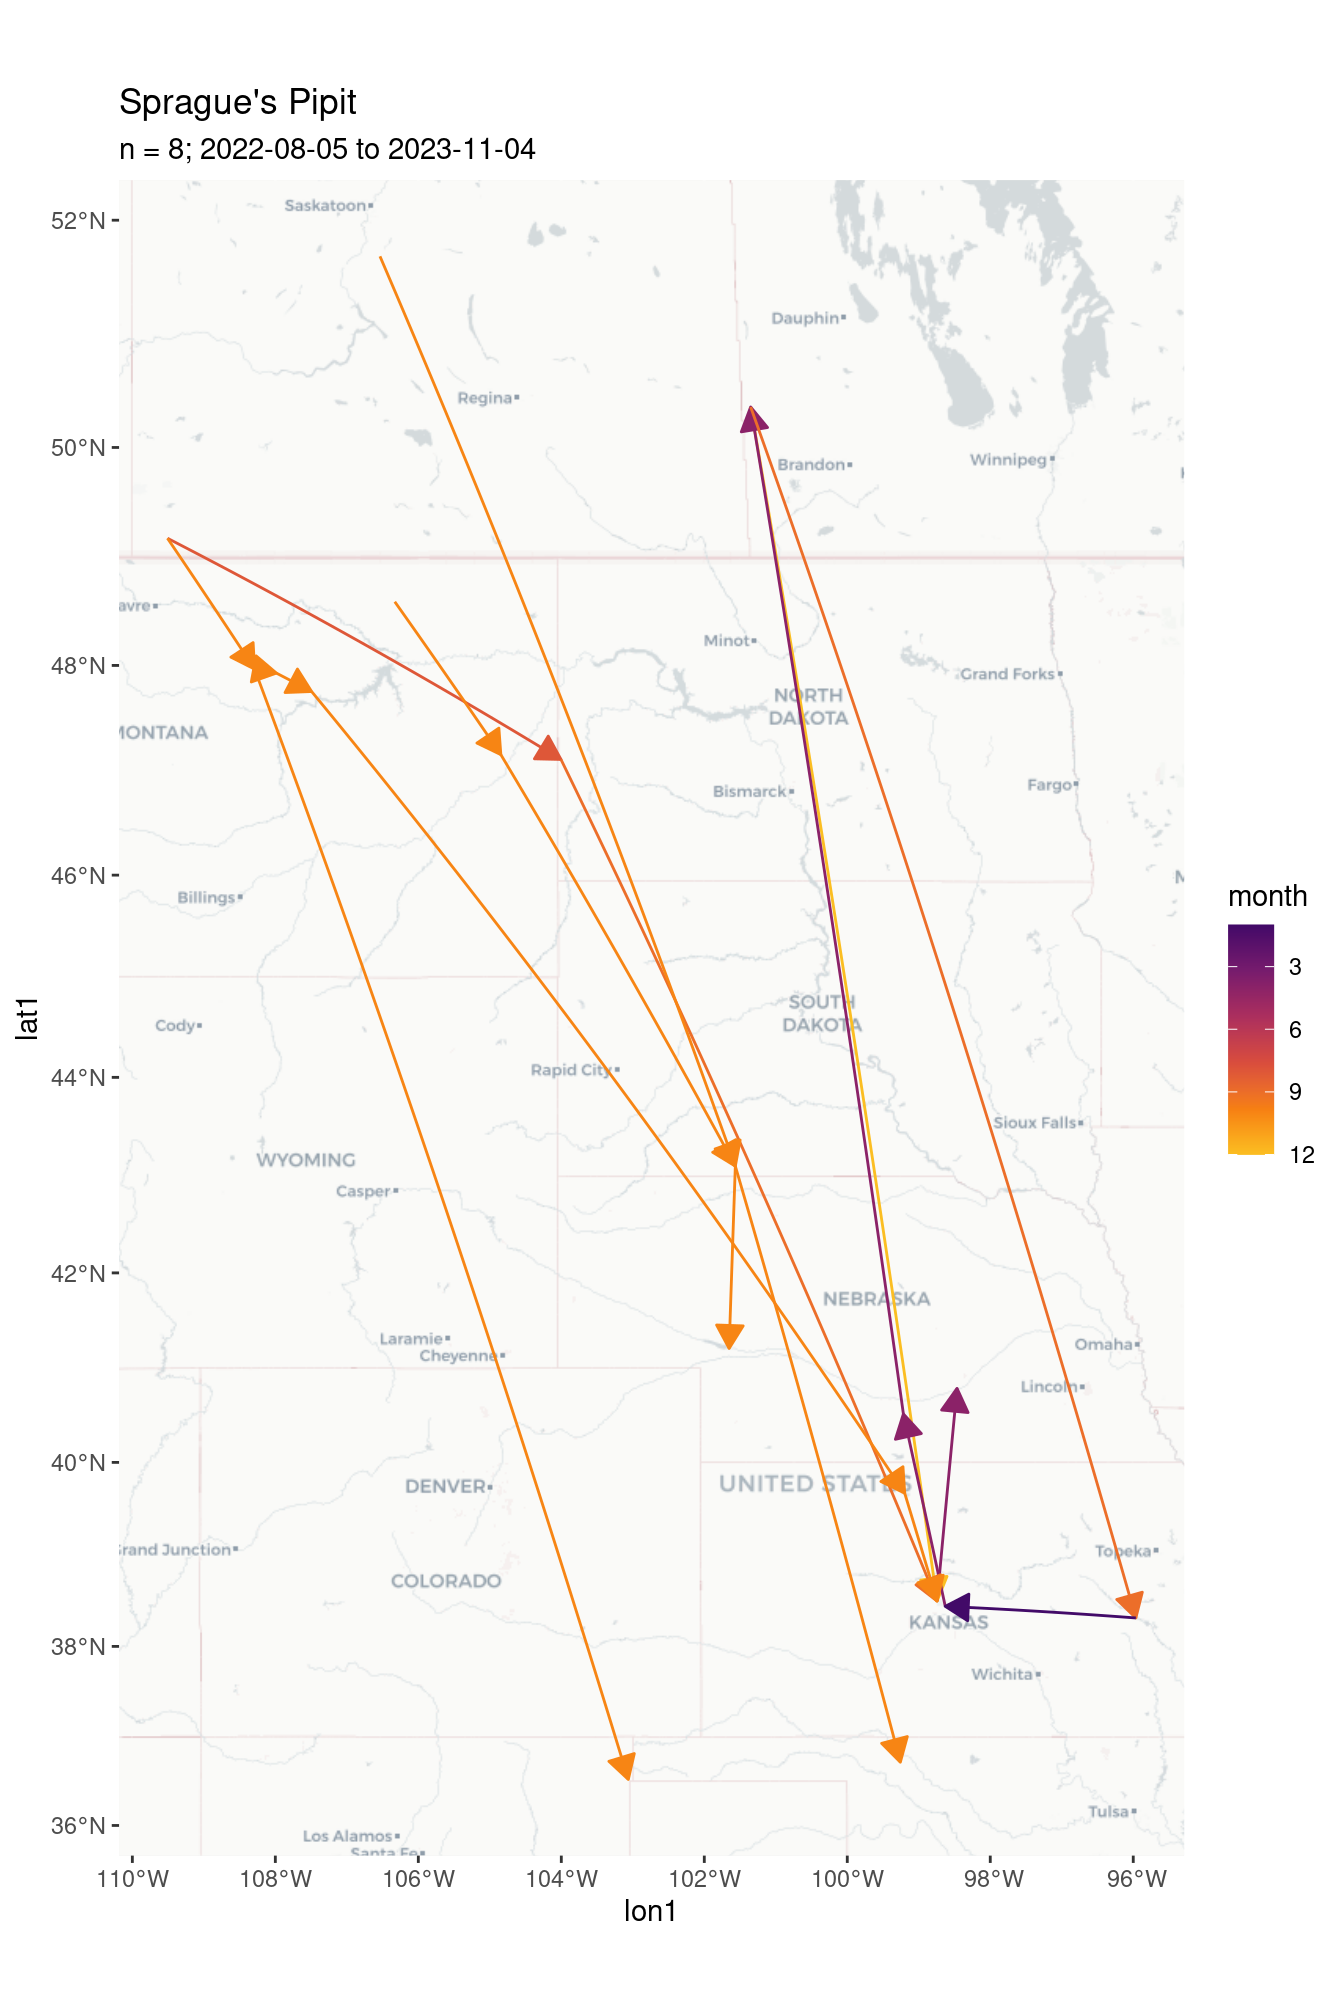 Sprague's Pipit
n = 8; 2022-08-05 to 2023-11-04
52°N
50°N
48°N
46°N
44°N
42°N
40°N
38°N
36°N
lat1
Saskatoon
Dauphin
Regina
Brandon
Winnipeg
avre
Minot
Grand Forks
NORTH
DAKOTA
MONTANA
Bismarck
Fargo
Billings
SOUTH
DAKOTA
Cody
Rapid City
Sioux Falls
WYOMING
Casper
NEBRASKA
Laramie
Cheyenne
Omaha
Lincoln
UNITED STATES
DENVER
Grand Junction
Topeka
COLORADO
KANSAS
Wichita
Tulsa
Los Alamos
Santa Fe
110°W
108°W
106°W
104°W
102°W
100°W
98°W
96°W
lon1
month
3
6
9
12